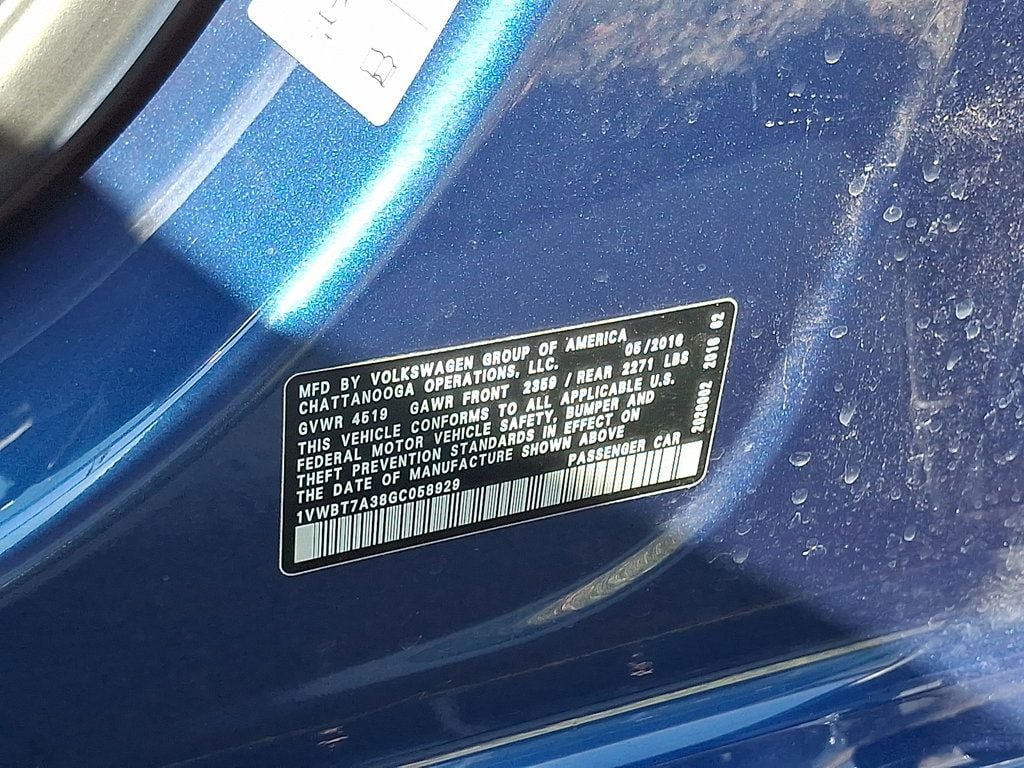 MFD BY VOLKSWAGEN GROUP OF AMERICA
CHATTANOOGA OPERATIONS, LLC. 05/2016
GVWR 4519 GAWR FRONT 2359 / REAR 2271 LBS
THIS VEHICLE CONFORMS TO ALL APPLICABLE U.S.
FEDERAL MOTOR VEHICLE SAFETY, BUMPER AND
THEFT PREVENTION STANDARDS IN EFFECT ON
THE DATE OF MANUFACTURE SHOWN ABOVE
1VWBT7A38GC058929 PASSENGER CAR
2016 02